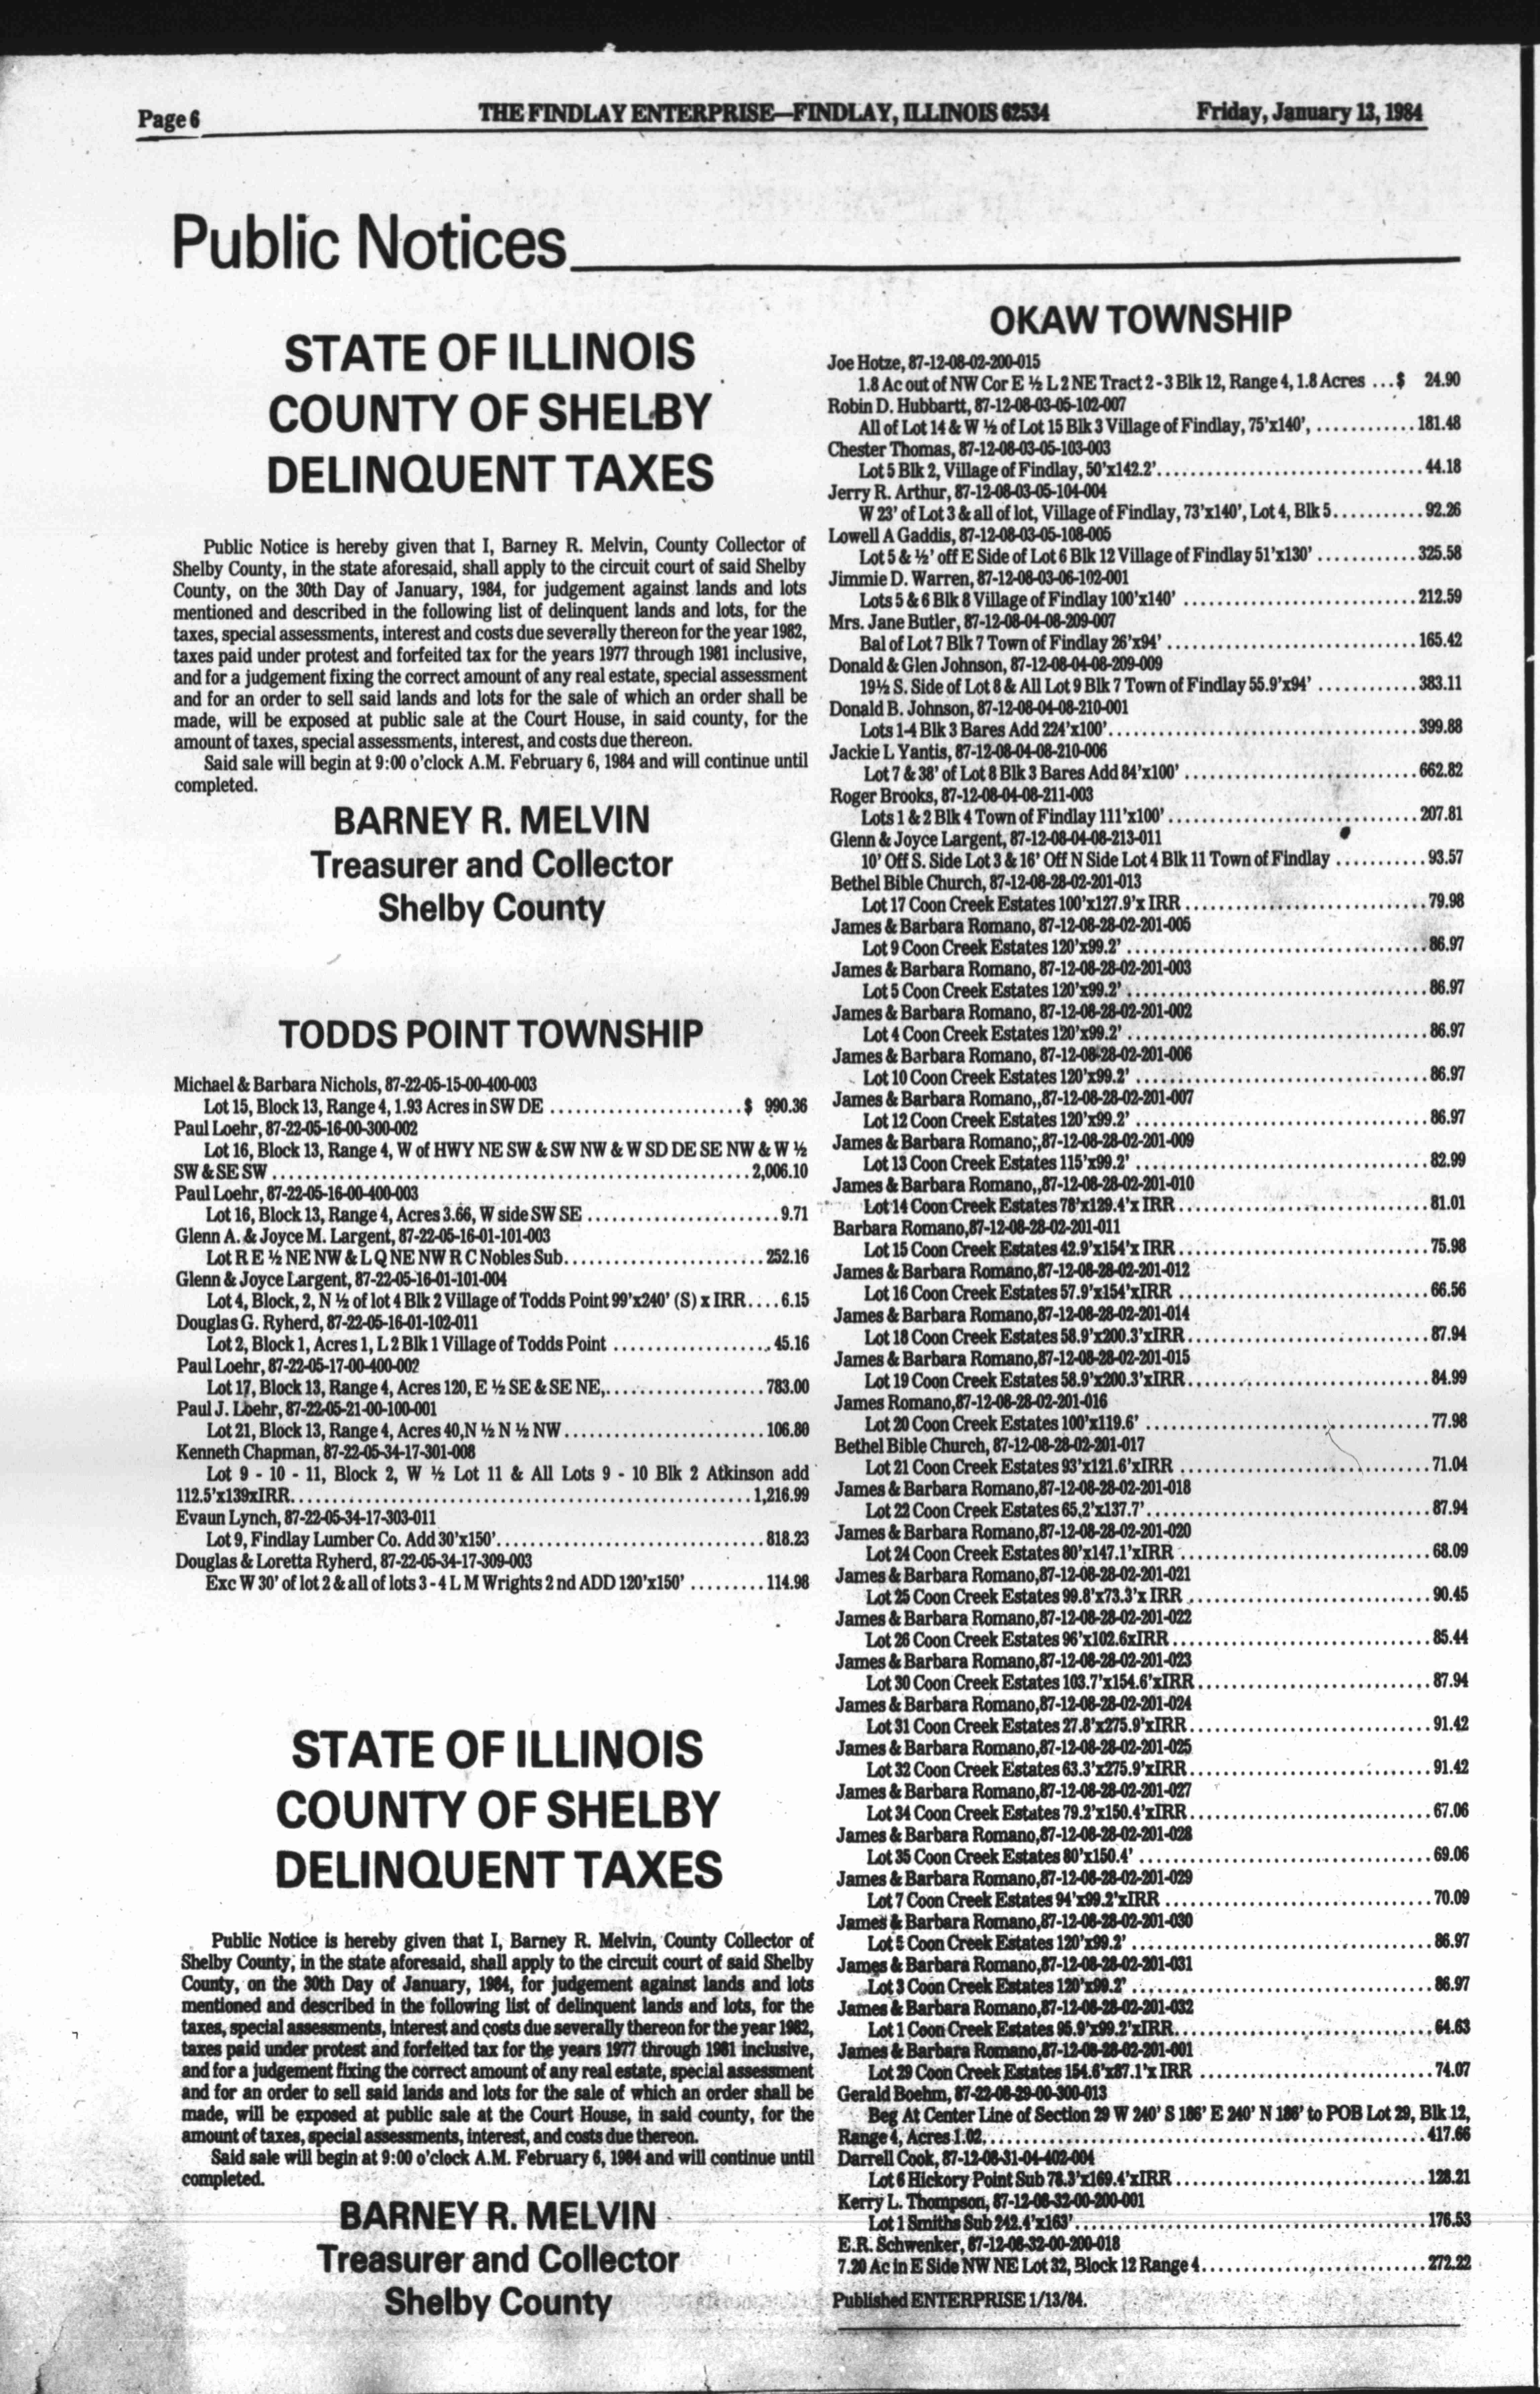 Page 6
THE FINDLAY ENTERPRISE—FINDLAY, ILLINOIS 62534
Friday, January 13, 1984
Public Notices
STATE OF ILLINOIS
COUNTY OF SHELBY
DELINQUENT TAXES
Public Notice is hereby given that I, Barney R. Melvin, County Collector of
Shelby County, in the state aforesaid, shall apply to the circuit court of said Shelby
County, on the 30th Day of January, 1984, for judgement against lands and lots
mentioned and described in the following list of delinquent lands and lots, for the
taxes, special assessments, interest and costs due severally thereon for the year 1982,
taxes paid under protest and forfeited tax for the years 1977 through 1981 inclusive,
and for a judgement fixing the correct amount of any real estate, special assessment
and for an order to sell said lands and lots for the sale of which an order shall be
made, will be exposed at public sale at the Court House, in said county, for the
amount of taxes, special assessments, interest, and costs due thereon.
Said sale will begin at 9:00 o'clock A.M. February 6, 1984 and will continue until
completed.
BARNEY R. MELVIN
Treasurer and Collector
Shelby County
TODDS POINT TOWNSHIP
Michael & Barbara Nichols, 87-22-05-15-00-400-003
Lot 15, Block 13, Range 4, 1.93 Acres in SW DE ....................... $ 990.36
Paul Loehr, 87-22-05-16-00-300-002
Lot 16, Block 13, Range 4, W of HWY NE SW & SW NW & W SD DE SE NW & W ½
SW & SE SW ....................... 2,006.10
Paul Loehr, 87-22-05-16-00-400-003
Lot 16, Block 13, Range 4, Acres 3.66, W side SW SE ....................... 9.71
Glenn A. & Joyce M. Largent, 87-22-05-16-01-101-003
Lot R E ½ NE NW & L Q NE NW R C Nobles Sub....................... 252.16
Glenn & Joyce Largent, 87-22-05-16-01-101-004
Lot 4, Block, 2, N ½ of lot 4 Blk 2 Village of Todds Point 99'x240' (S) x IRR.... 6.15
Douglas G. Ryherd, 87-22-05-16-01-102-011
Lot 2, Block 1, Acres 1, L 2 Blk 1 Village of Todds Point ................... 45.16
Paul Loehr, 87-22-05-17-00-400-002
Lot 17, Block 13, Range 4, Acres 120, E ½ SE & SE NE,................... 783.00
Paul J. Loehr, 87-22-05-21-00-100-001
Lot 21, Block 13, Range 4, Acres 40,N ½ N ½ NW....................... 106.80
Kenneth Chapman, 87-22-05-34-17-301-008
Lot 9 - 10 - 11, Block 2, W ½ Lot 11 & All Lots 9 - 10 Blk 2 Atkinson add
112.5'x139xIRR....................... 1,216.99
Evaun Lynch, 87-22-05-34-17-303-011
Lot 9, Findlay Lumber Co. Add 30'x150'....................... 818.23
Douglas & Loretta Ryherd, 87-22-05-34-17-309-003
Exc W 30' of lot 2 & all of lots 3 - 4 L M Wrights 2 nd ADD 120'x150' ......... 114.98
STATE OF ILLINOIS
COUNTY OF SHELBY
DELINQUENT TAXES
Public Notice is hereby given that I, Barney R. Melvin, County Collector of
Shelby County, in the state aforesaid, shall apply to the circuit court of said Shelby
County, on the 30th Day of January, 1984, for judgement against lands and lots
mentioned and described in the following list of delinquent lands and lots, for the
taxes, special assessments, interest and costs due severally thereon for the year 1982,
taxes paid under protest and forfeited tax for the years 1977 through 1981 inclusive,
and for a judgement fixing the correct amount of any real estate, special assessment
and for an order to sell said lands and lots for the sale of which an order shall be
made, will be exposed at public sale at the Court House, in said county, for the
amount of taxes, special assessments, interest, and costs due thereon.
Said sale will begin at 9:00 o'clock A.M. February 6, 1984 and will continue until
completed.
BARNEY R. MELVIN
Treasurer and Collector
Shelby County
OKAW TOWNSHIP
Joe Hotze, 87-12-08-02-200-015
1.8 Ac out of NW Cor E ½ L 2 NE Tract 2 - 3 Blk 12, Range 4, 1.8 Acres ... $ 24.90
Robin D. Hubbartt, 87-12-08-03-05-102-007
All of Lot 14 & W ½ of Lot 15 Blk 3 Village of Findlay, 75'x140', ............ 181.48
Chester Thomas, 87-12-08-03-05-103-003
Lot 5 Blk 2, Village of Findlay, 50'x142.2'....................... 44.18
Jerry R. Arthur, 87-12-08-03-05-104-004
W 23' of Lot 3 & all of lot, Village of Findlay, 73'x140', Lot 4, Blk 5........... 92.26
Lowell A Gaddis, 87-12-08-03-05-108-005
Lot 5 & ½' off E Side of Lot 6 Blk 12 Village of Findlay 51'x130' ............ 325.58
Jimmie D. Warren, 87-12-08-03-06-102-001
Lots 5 & 6 Blk 8 Village of Findlay 100'x140' ....................... 212.59
Mrs. Jane Butler, 87-12-08-04-08-209-007
Bal of Lot 7 Blk 7 Town of Findlay 26'x94' ....................... 165.42
Donald & Glen Johnson, 87-12-08-04-08-209-009
19½ S. Side of Lot 8 & All Lot 9 Blk 7 Town of Findlay 55.9'x94' ............ 383.11
Donald B. Johnson, 87-12-08-04-08-210-001
Lots 1-4 Blk 3 Bares Add 224'x100'....................... 399.88
Jackie L Yantis, 87-12-08-04-08-210-006
Lot 7 & 38' of Lot 8 Blk 3 Bares Add 84'x100' ....................... 662.82
Roger Brooks, 87-12-08-04-08-211-003
Lots 1 & 2 Blk 4 Town of Findlay 111'x100' ....................... 207.81
Glenn & Joyce Largent, 87-12-08-04-08-213-011
10' Off S. Side Lot 3 & 16' Off N Side Lot 4 Blk 11 Town of Findlay ........... 93.57
Bethel Bible Church, 87-12-08-28-02-201-013
Lot 17 Coon Creek Estates 100'x127.9'x IRR ....................... 79.98
James & Barbara Romano, 87-12-08-28-02-201-005
Lot 9 Coon Creek Estates 120'x99.2' ....................... 86.97
James & Barbara Romano, 87-12-08-28-02-201-003
Lot 5 Coon Creek Estates 120'x99.2' ....................... 86.97
James & Barbara Romano, 87-12-08-28-02-201-002
Lot 4 Coon Creek Estates 120'x99.2' ....................... 86.97
James & Barbara Romano, 87-12-08-28-02-201-006
Lot 10 Coon Creek Estates 120'x99.2' ....................... 86.97
James & Barbara Romano,,87-12-08-28-02-201-007
Lot 12 Coon Creek Estates 120'x99.2' ....................... 86.97
James & Barbara Romano;,87-12-08-28-02-201-009
Lot 13 Coon Creek Estates 115'x99.2' ....................... 82.99
James & Barbara Romano,,87-12-08-28-02-201-010
Lot 14 Coon Creek Estates 78'x129.4'x IRR ....................... 81.01
Barbara Romano,87-12-08-28-02-201-011
Lot 15 Coon Creek Estates 42.9'x154'x IRR ....................... 75.98
James & Barbara Romano,87-12-08-28-02-201-012
Lot 16 Coon Creek Estates 57.9'x154'xIRR ....................... 66.56
James & Barbara Romano,87-12-08-28-02-201-014
Lot 18 Coon Creek Estates 58.9'x200.3'xIRR....................... 87.94
James & Barbara Romano,87-12-08-28-02-201-015
Lot 19 Coon Creek Estates 58.9'x200.3'xIRR....................... 84.99
James Romano,87-12-08-28-02-201-016
Lot 20 Coon Creek Estates 100'x119.6' ....................... 77.98
Bethel Bible Church, 87-12-08-28-02-201-017
Lot 21 Coon Creek Estates 93'x121.6'xIRR ....................... 71.04
James & Barbara Romano,87-12-08-28-02-201-018
Lot 22 Coon Creek Estates 65.2'x137.7'....................... 87.94
James & Barbara Romano,87-12-08-28-02-201-020
Lot 24 Coon Creek Estates 80'x147.1'xIRR ....................... 68.09
James & Barbara Romano,87-12-08-28-02-201-021
Lot 25 Coon Creek Estates 99.8'x73.3'x IRR ....................... 90.45
James & Barbara Romano,87-12-08-28-02-201-022
Lot 26 Coon Creek Estates 96'x102.6xIRR ....................... 85.44
James & Barbara Romano,87-12-08-28-02-201-023
Lot 30 Coon Creek Estates 103.7'x154.6'xIRR....................... 87.94
James & Barbara Romano,87-12-08-28-02-201-024
Lot 31 Coon Creek Estates 27.8'x275.9'xIRR....................... 91.42
James & Barbara Romano,87-12-08-28-02-201-025
Lot 32 Coon Creek Estates 63.3'x275.9'xIRR....................... 91.42
James & Barbara Romano,87-12-08-28-02-201-027
Lot 34 Coon Creek Estates 79.2'x150.4'xIRR....................... 67.06
James & Barbara Romano,87-12-08-28-02-201-028
Lot 35 Coon Creek Estates 80'x150.4' ....................... 69.06
James & Barbara Romano,87-12-08-28-02-201-029
Lot 7 Coon Creek Estates 94'x99.2'xIRR ....................... 70.09
James & Barbara Romano,87-12-08-28-02-201-030
Lot 5 Coon Creek Estates 120'x99.2' ....................... 86.97
James & Barbara Romano,87-12-08-28-02-201-031
Lot 3 Coon Creek Estates 120'x99.2' ....................... 86.97
James & Barbara Romano,87-12-08-28-02-201-032
Lot 1 Coon Creek Estates 95.9'x99.2'xIRR....................... 64.63
James & Barbara Romano,87-12-08-28-02-201-001
Lot 29 Coon Creek Estates 154.6'x87.1'x IRR ....................... 74.07
Gerald Boehm, 87-22-08-29-00-300-013
Beg At Center Line of Section 29 W 240' S 186' E 240' N 186' to POB Lot 29, Blk 12,
Range 4, Acres 1.02....................... 417.66
Darrell Cook, 87-12-08-31-04-402-004
Lot 6 Hickory Point Sub 78.3'x169.4'xIRR ....................... 128.21
Kerry L. Thompson, 87-12-08-32-00-200-001
Lot 1 Smiths Sub 242.4'x163'....................... 176.53
E.R. Schwenker, 87-12-08-32-00-200-018
7.20 Ac in E Side NW NE Lot 32, Block 12 Range 4....................... 272.22
Published ENTERPRISE 1/13/84.